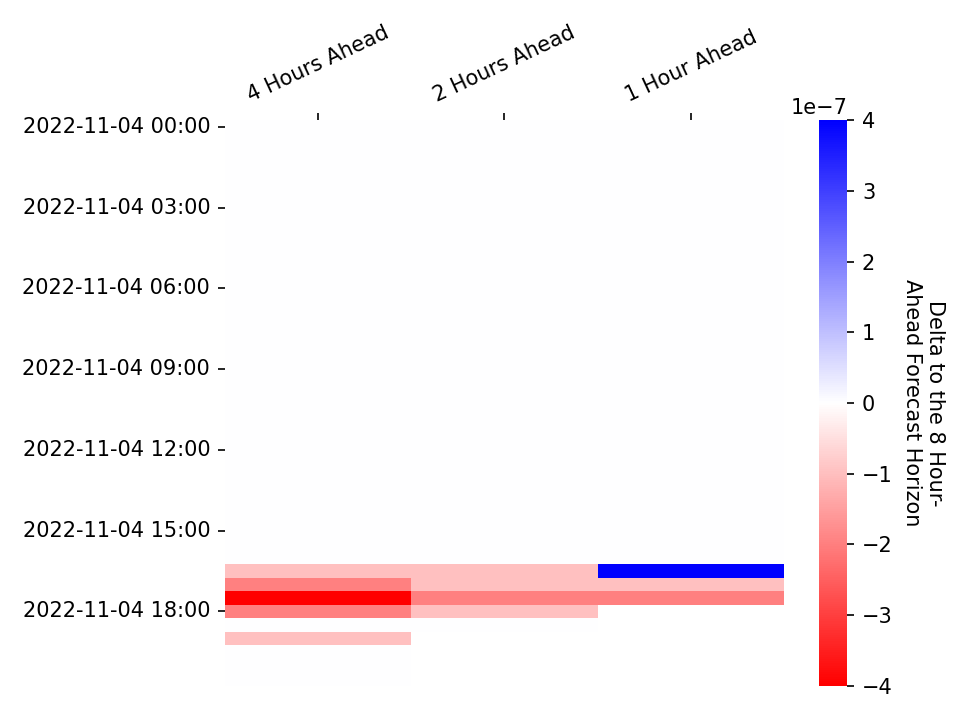 4 Hours Ahead
2 Hours Ahead
1 Hour Ahead
2022-11-04 00:00
2022-11-04 03:00
2022-11-04 06:00
2022-11-04 09:00
2022-11-04 12:00
2022-11-04 15:00
2022-11-04 18:00
1e−7
4
3
2
1
0
−1
−2
−3
−4
Delta to the 8 Hour-
Ahead Forecast Horizon